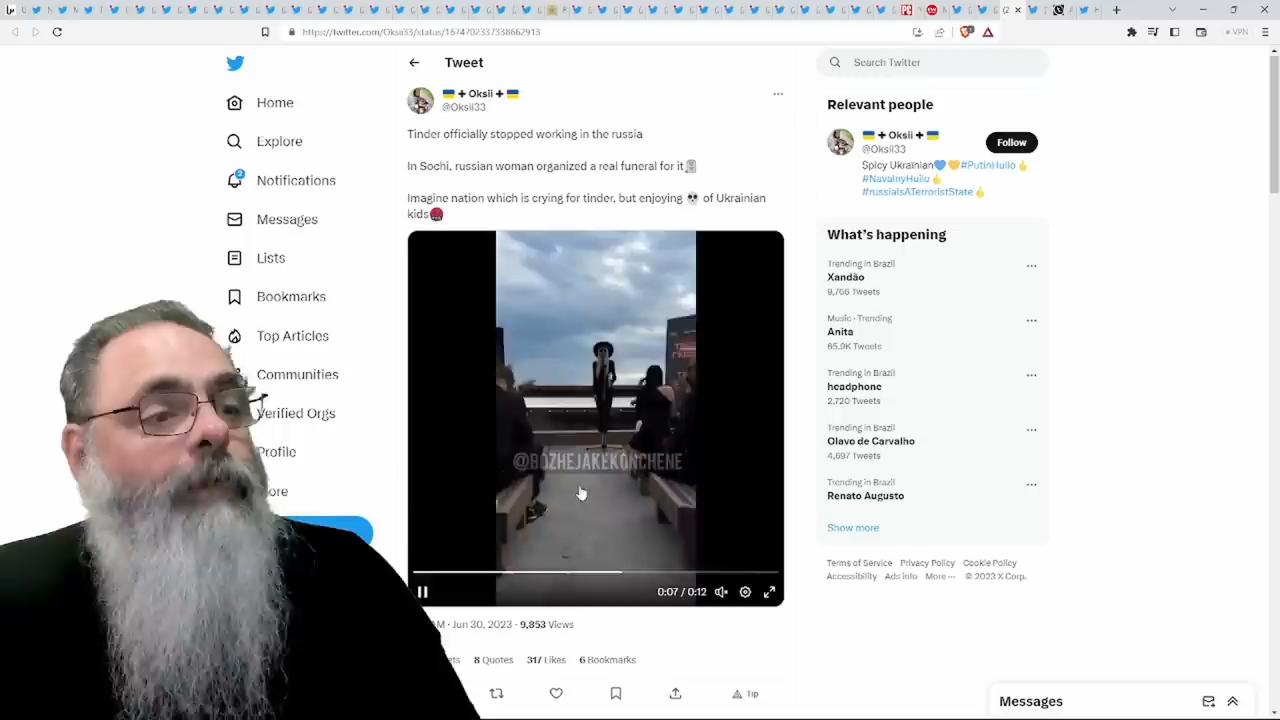 https://twitter.com/Oksii33/status/1674702337338662913
VPN
Home
Explore
2
Notifications
Messages
Lists
Bookmarks
Top Articles
Communities
Verified Orgs
Profile
ore
Tweet
+ Oksii +
@Oksii33
Tinder officially stopped working in the russia
In Sochi, russian woman organized a real funeral for it
Imagine nation which is crying for tinder, but enjoying of Ukrainian
kids
@BOZHEJAKEKONCHENE
0:07 / 0:12
AM · Jun 30, 2023 · 9,853 Views
ets 8 Quotes 317 Likes 6 Bookmarks
Tip
Search Twitter
Relevant people
+ Oksii +
@Oksii33
Follow
Spicy Ukrainian #PutinHuilo
#NavalnyHuilo
#russiaIsATerroristState
What's happening
Trending in Brazil
Xandão
9,766 Tweets
Music · Trending
Anita
65.9K Tweets
Trending in Brazil
headphone
2,720 Tweets
Trending in Brazil
Olavo de Carvalho
4,697 Tweets
Trending in Brazil
Renato Augusto
Show more
Terms of Service Privacy Policy Cookie Policy
Accessibility Ads info More ··· © 2023 X Corp.
Messages